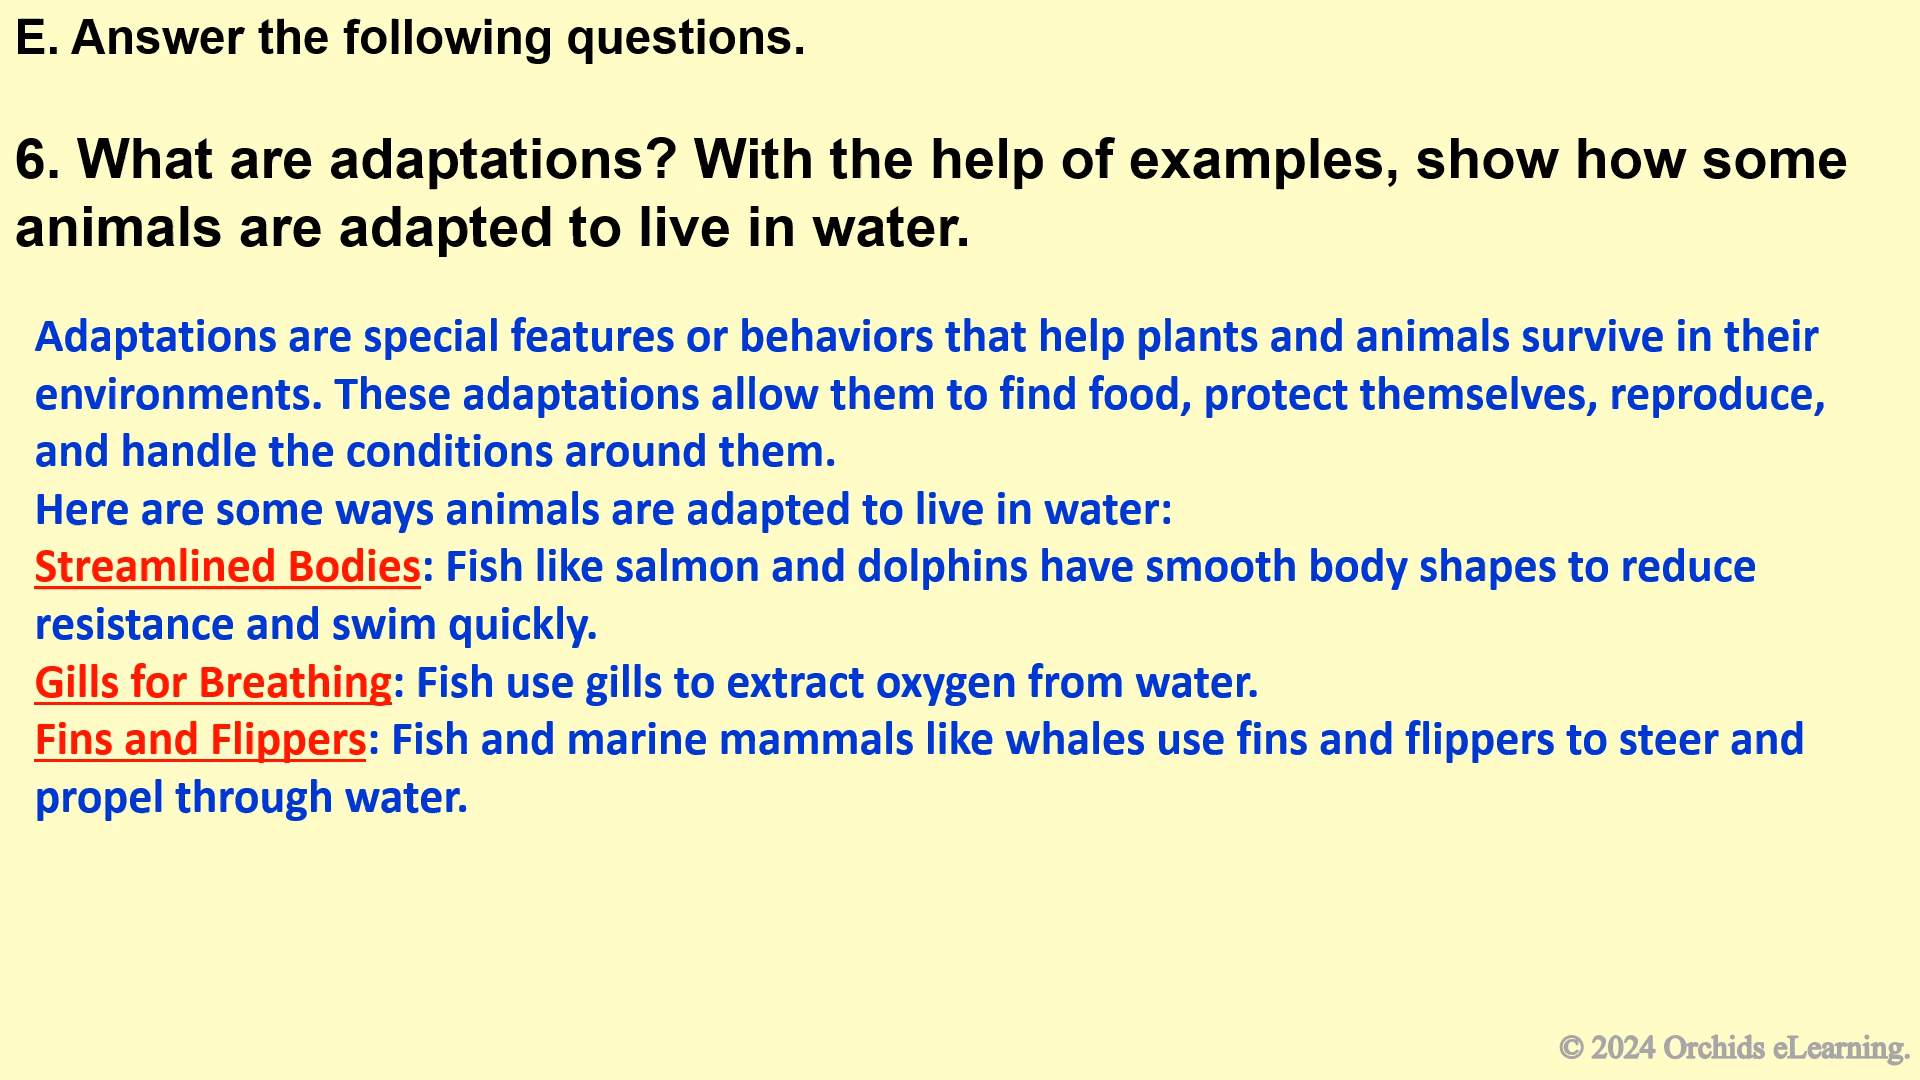 E. Answer the following questions.
6. What are adaptations? With the help of examples, show how some
animals are adapted to live in water.
Adaptations are special features or behaviors that help plants and animals survive in their
environments. These adaptations allow them to find food, protect themselves, reproduce,
and handle the conditions around them.
Here are some ways animals are adapted to live in water:
Streamlined Bodies: Fish like salmon and dolphins have smooth body shapes to reduce
resistance and swim quickly.
Gills for Breathing: Fish use gills to extract oxygen from water.
Fins and Flippers: Fish and marine mammals like whales use fins and flippers to steer and
propel through water.
© 2024 Orchids eLearning.